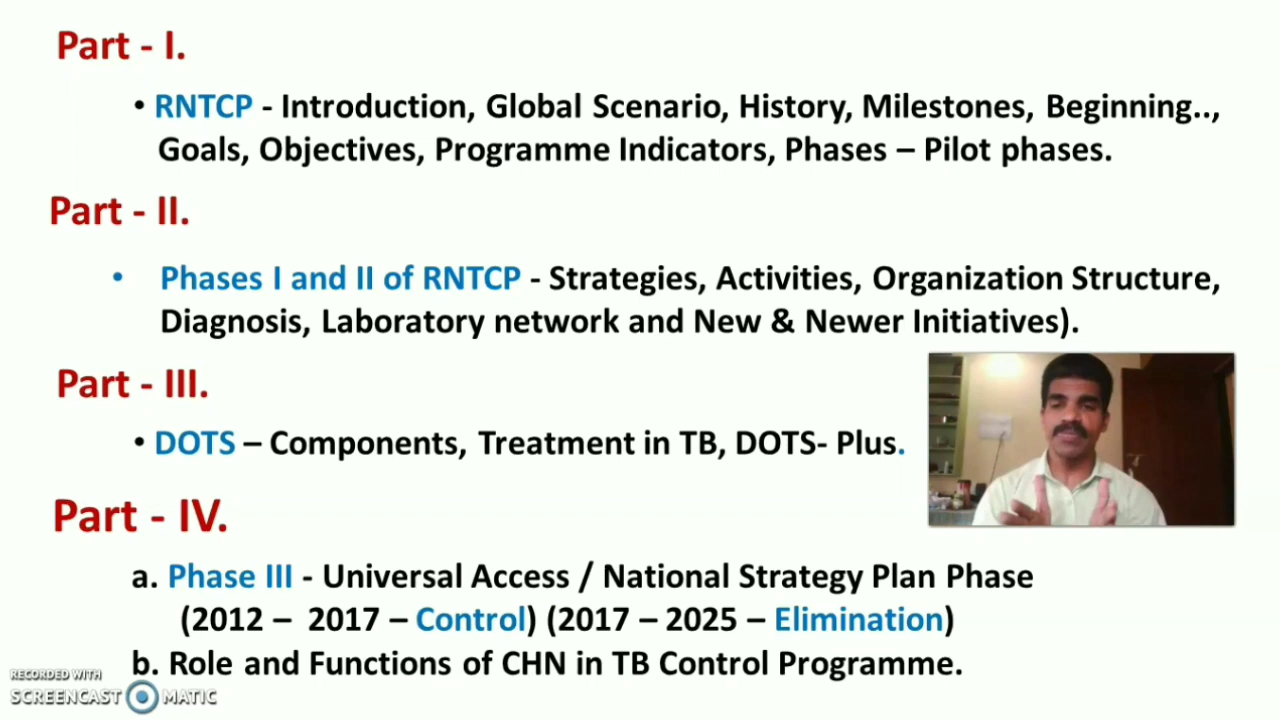 Part - I.
• RNTCP - Introduction, Global Scenario, History, Milestones, Beginning..,
Goals, Objectives, Programme Indicators, Phases – Pilot phases.
Part - II.
• Phases I and II of RNTCP - Strategies, Activities, Organization Structure,
Diagnosis, Laboratory network and New & Newer Initiatives).
Part - III.
• DOTS – Components, Treatment in TB, DOTS- Plus.
Part - IV.
a. Phase III - Universal Access / National Strategy Plan Phase
(2012 – 2017 – Control) (2017 – 2025 – Elimination)
b. Role and Functions of CHN in TB Control Programme.
RECORDED WITH
SCREENCAST MATIC